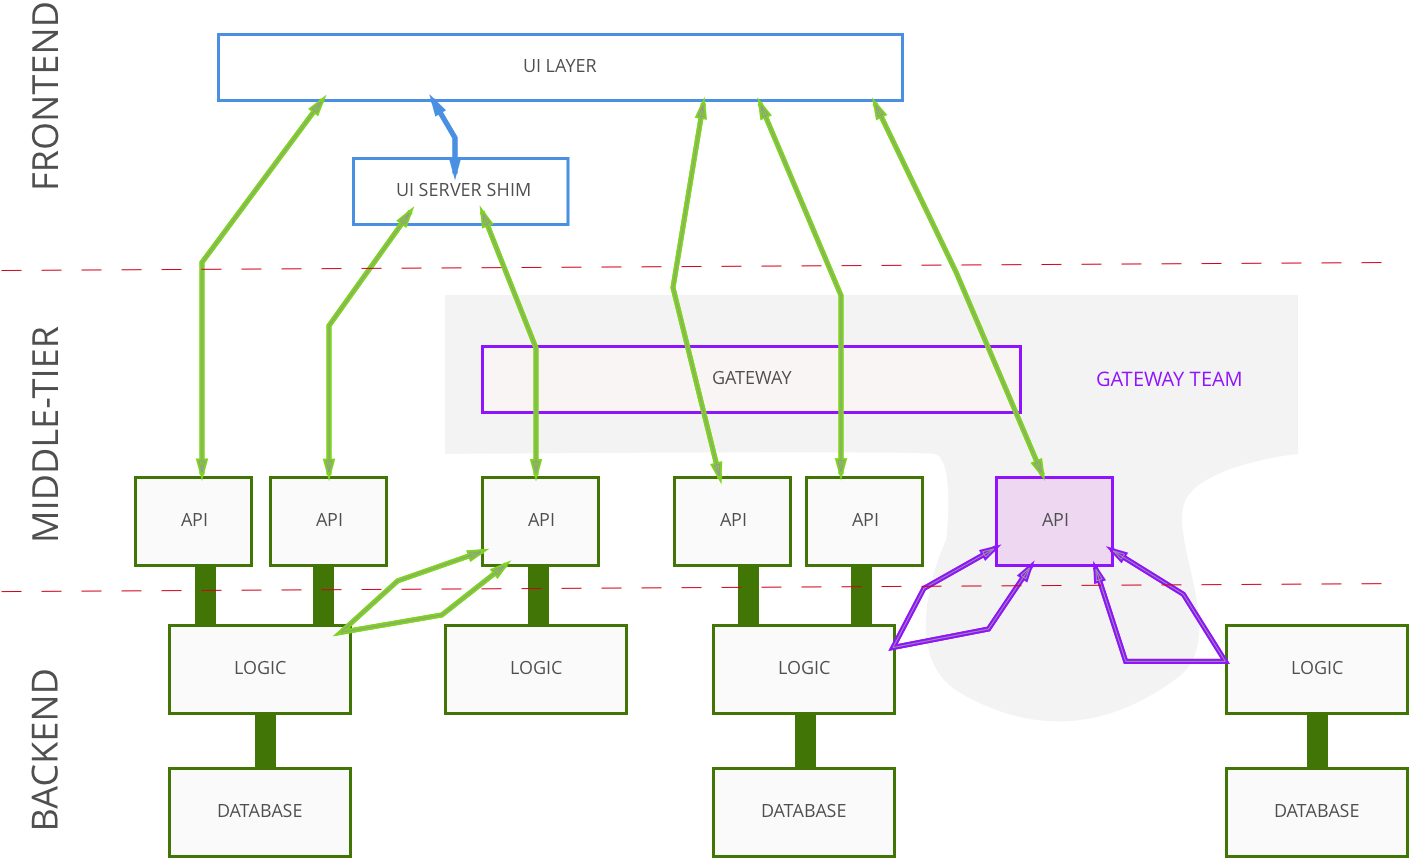 FRONTEND
UI LAYER
UI SERVER SHIM
MIDDLE-TIER
GATEWAY
GATEWAY TEAM
API
API
API
API
API
API
BACKEND
LOGIC
LOGIC
LOGIC
LOGIC
DATABASE
DATABASE
DATABASE